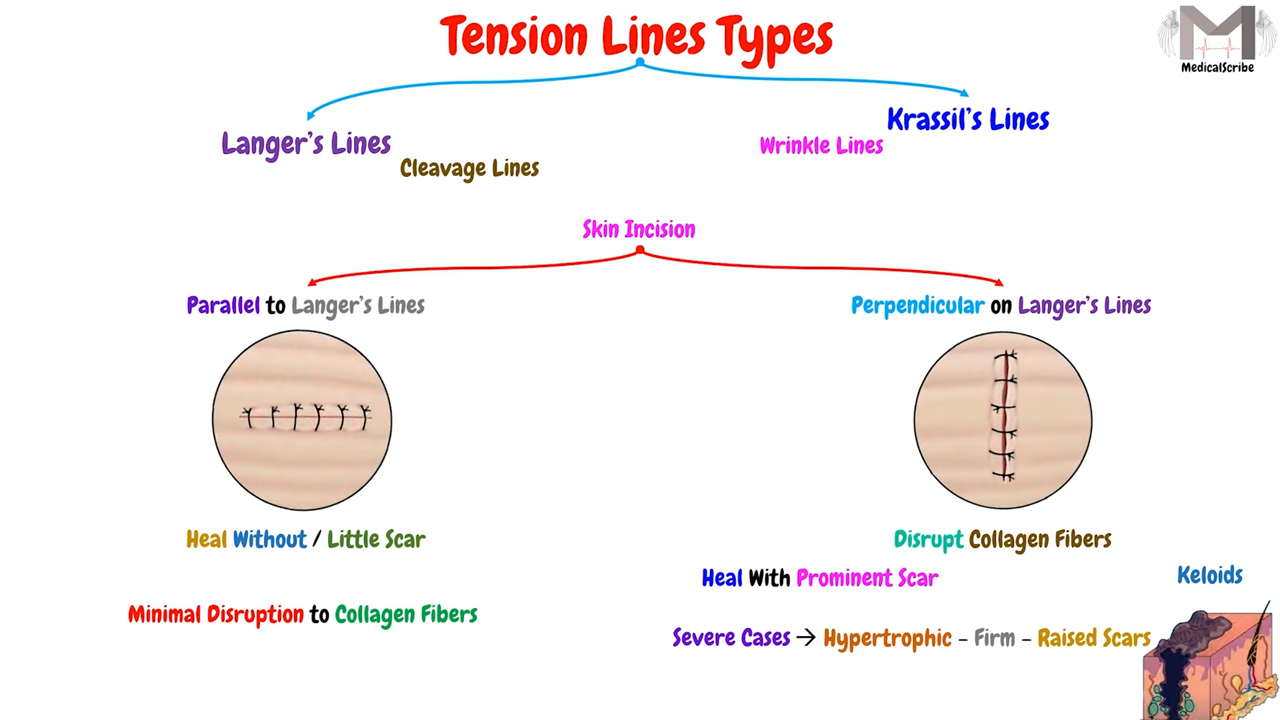 Tension Lines Types
MedicalScribe
Krassil's Lines
Langer's Lines
Wrinkle Lines
Cleavage Lines
Skin Incision
Parallel to Langer's Lines
Perpendicular on Langer's Lines
Heal Without / Little Scar
Disrupt Collagen Fibers
Heal With Prominent Scar
Keloids
Minimal Disruption to Collagen Fibers
Severe Cases → Hypertrophic – Firm – Raised Scars